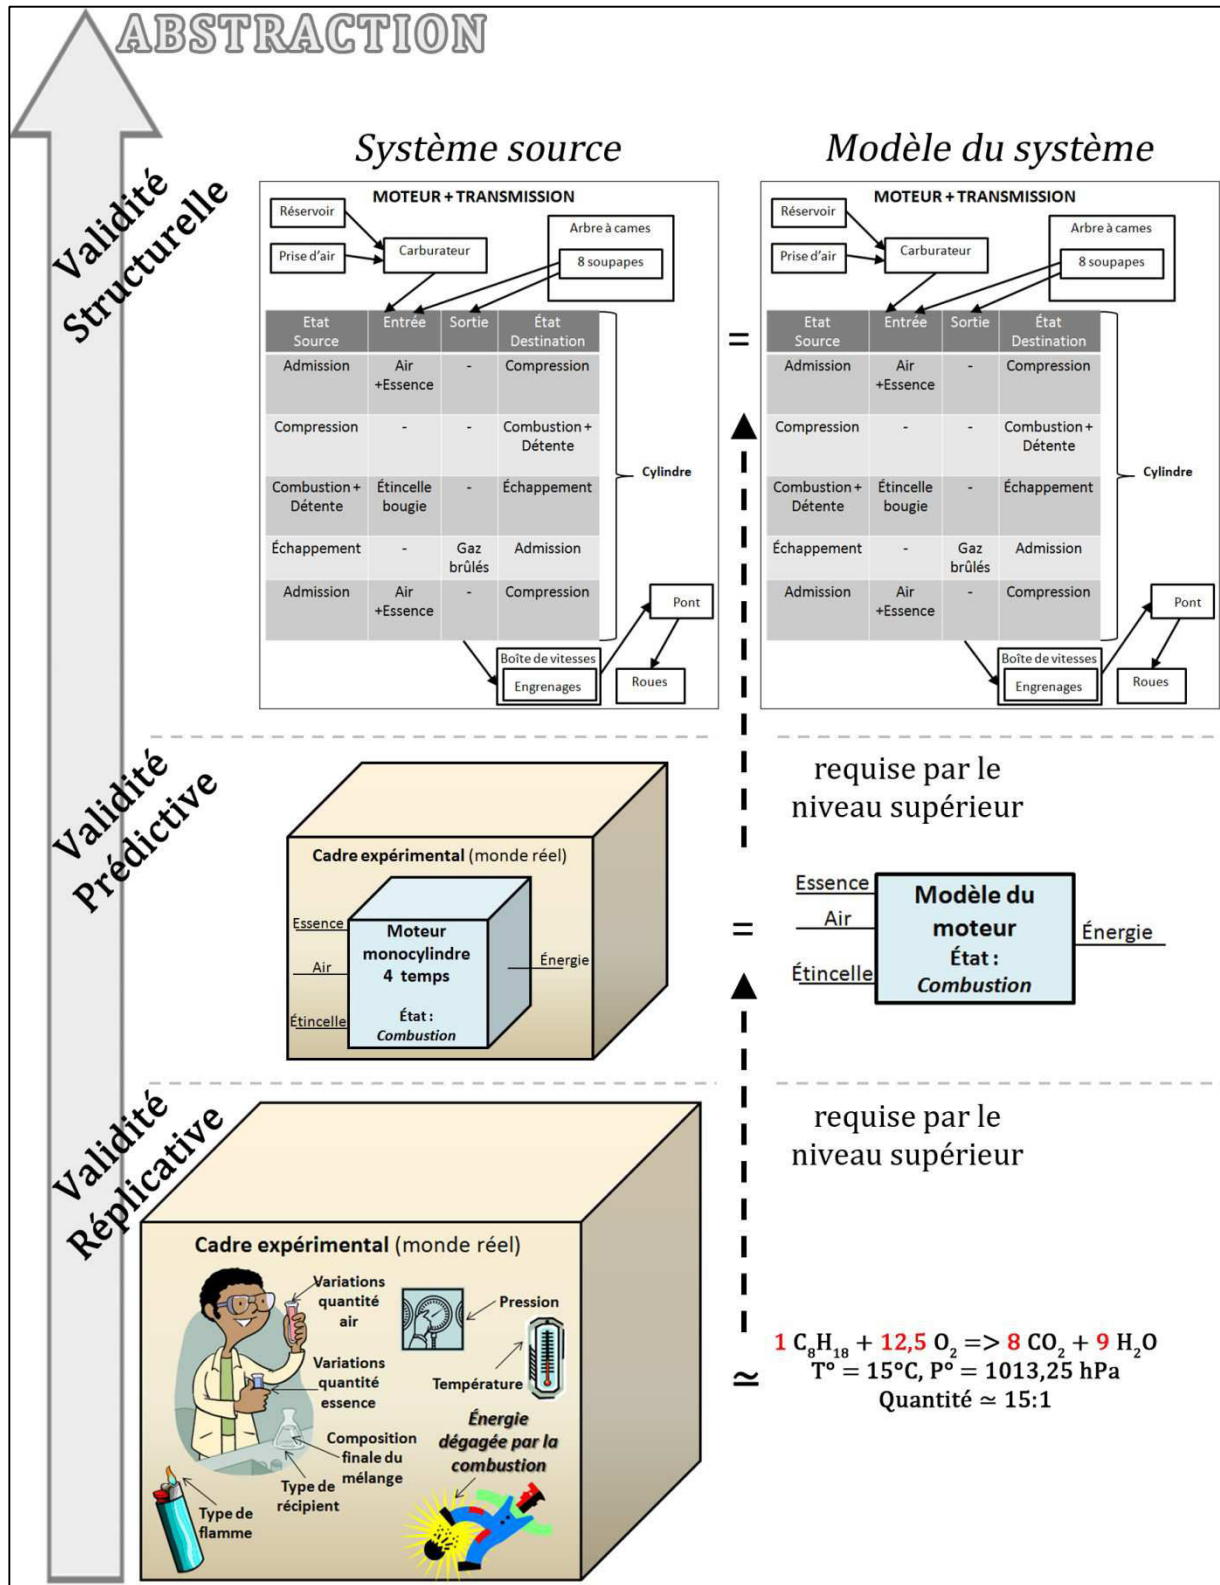 ABSTRACTION
Validité
Structurelle
Système source
MOTEUR + TRANSMISSION
Réservoir
Prise d'air
Carburateur
Arbre à cames
8 soupapes
Etat Source Entrée Sortie État Destination
Admission Air +Essence - Compression
Compression - - Combustion + Détente
Combustion + Détente Étincelle bougie - Échappement
Échappement - Gaz brûlés Admission
Admission Air +Essence - Compression
Cylindre
Pont
Boîte de vitesses
Engrenages
Roues
=
Modèle du système
MOTEUR + TRANSMISSION
Réservoir
Prise d'air
Carburateur
Arbre à cames
8 soupapes
Etat Source Entrée Sortie État Destination
Admission Air +Essence - Compression
Compression - - Combustion + Détente
Combustion + Détente Étincelle bougie - Échappement
Échappement - Gaz brûlés Admission
Admission Air +Essence - Compression
Cylindre
Pont
Boîte de vitesses
Engrenages
Roues
Validité
Prédictive
requise par le
niveau supérieur
Cadre expérimental (monde réel)
Essence
Air
Étincelle
Moteur
monocylindre
4 temps
État :
Combustion
Énergie
=
Essence
Air
Étincelle
Modèle du
moteur
État :
Combustion
Énergie
Validité
Réplicative
requise par le
niveau supérieur
Cadre expérimental (monde réel)
Variations
quantité
air
Pression
Variations
quantité
essence
Température
Composition
finale du
mélange
Énergie
dégagée par la
combustion
Type de
récipient
Type de
flamme
≃
1 C₈H₁₈ + 12,5 O₂ => 8 CO₂ + 9 H₂O
T° = 15°C, P° = 1013,25 hPa
Quantité ≃ 15:1